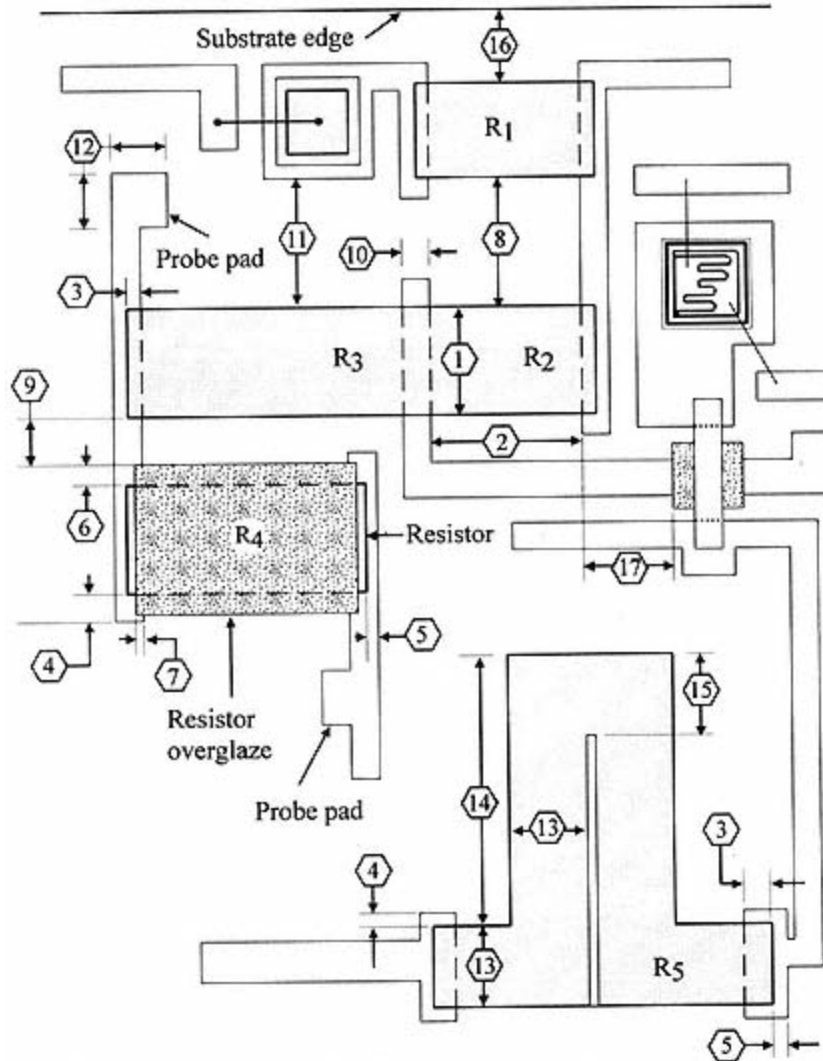 Substrate edge
16
12
R1
11
8
10
Probe pad
3
R3
1
R2
9
2
6
R4
Resistor
17
4
7
5
15
Resistor
overglaze
Probe pad
14
13
3
4
13
R5
5